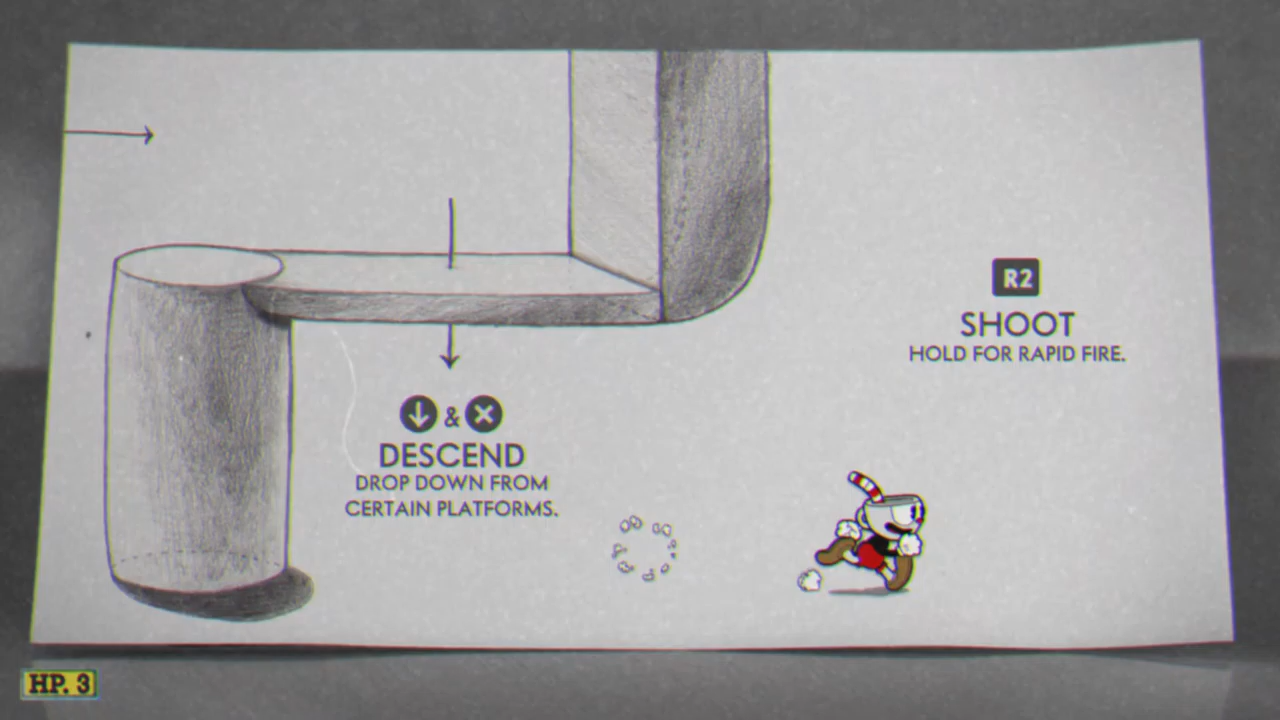 R2
SHOOT
HOLD FOR RAPID FIRE.
&
DESCEND
DROP DOWN FROM
CERTAIN PLATFORMS.
HP. 3